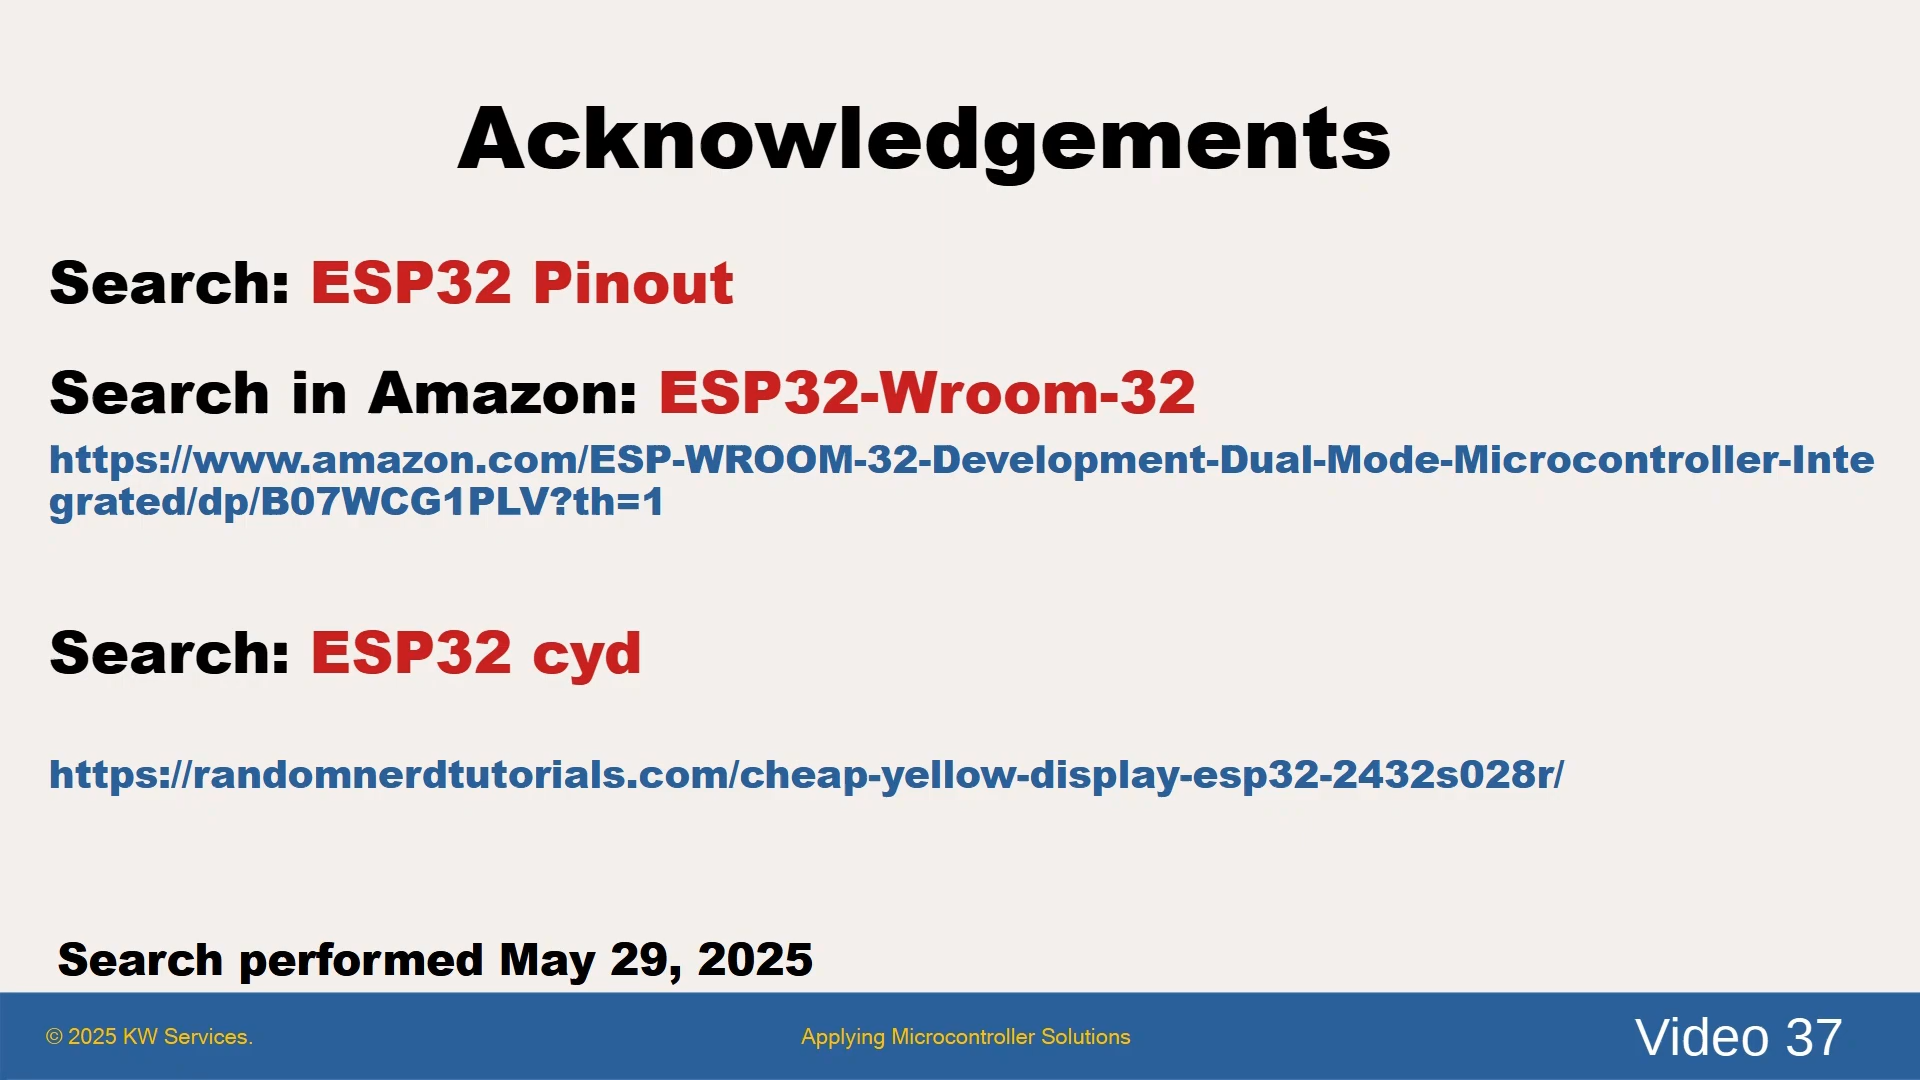 Acknowledgements
Search: ESP32 Pinout
Search in Amazon: ESP32-Wroom-32
https://www.amazon.com/ESP-WROOM-32-Development-Dual-Mode-Microcontroller-Inte
grated/dp/B07WCG1PLV?th=1
Search: ESP32 cyd
https://randomnerdtutorials.com/cheap-yellow-display-esp32-2432s028r/
Search performed May 29, 2025
© 2025 KW Services.
Applying Microcontroller Solutions
Video 37